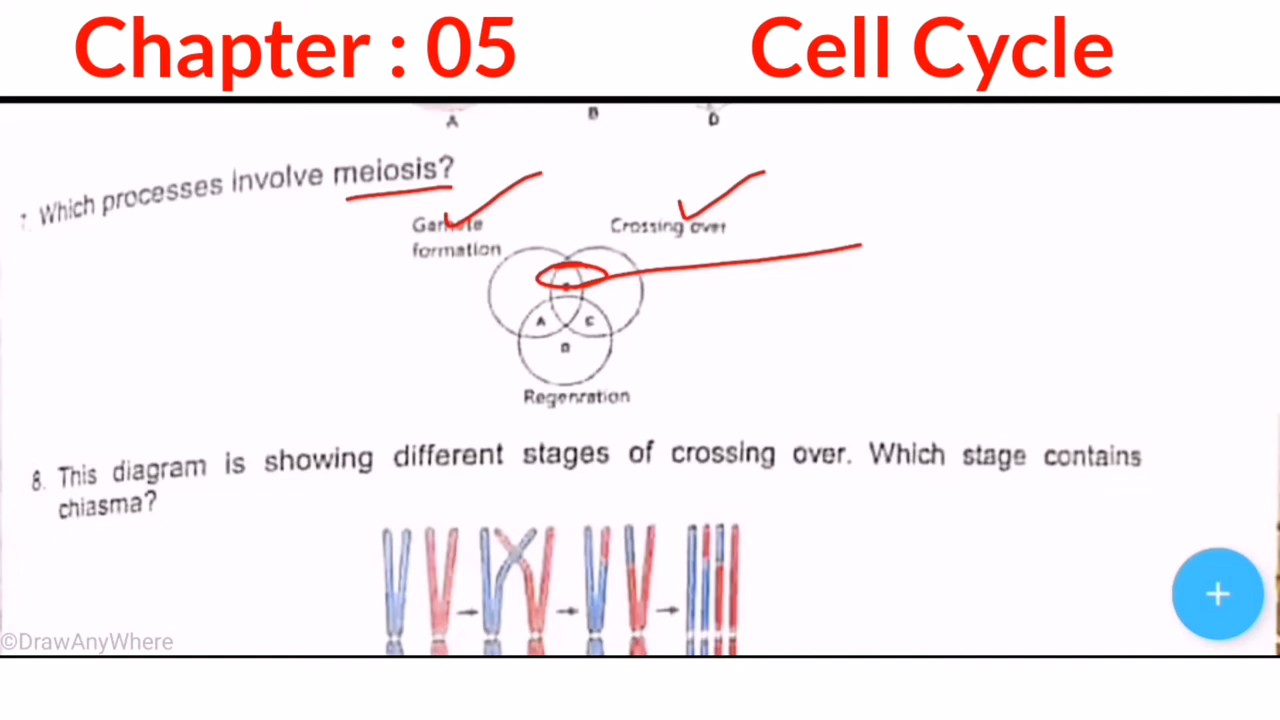 Chapter : 05 Cell Cycle
A B D
7. Which processes involve meiosis?
formation
Crossing over
A C
B
Regenration
8. This diagram is showing different stages of crossing over. Which stage contains
chiasma?
+
©DrawAnyWhere